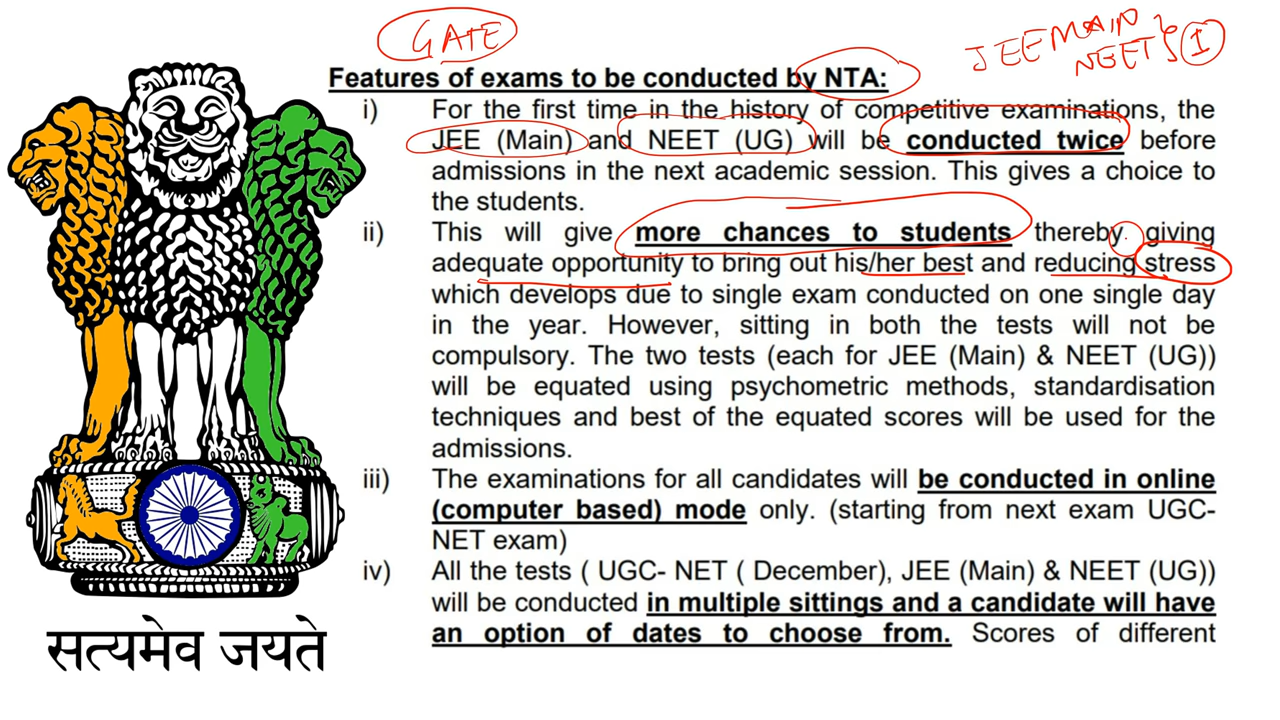 GATE
JEE MAIN
NEET I
Features of exams to be conducted by NTA:
i) For the first time in the history of competitive examinations, the
JEE (Main) and NEET (UG) will be conducted twice before
admissions in the next academic session. This gives a choice to
the students.
ii) This will give more chances to students thereby giving
adequate opportunity to bring out his/her best and reducing stress
which develops due to single exam conducted on one single day
in the year. However, sitting in both the tests will not be
compulsory. The two tests (each for JEE (Main) & NEET (UG))
will be equated using psychometric methods, standardisation
techniques and best of the equated scores will be used for the
admissions.
iii) The examinations for all candidates will be conducted in online
(computer based) mode only. (starting from next exam UGC-
NET exam)
iv) All the tests ( UGC- NET ( December), JEE (Main) & NEET (UG))
will be conducted in multiple sittings and a candidate will have
an option of dates to choose from. Scores of different
सत्यमेव जयते